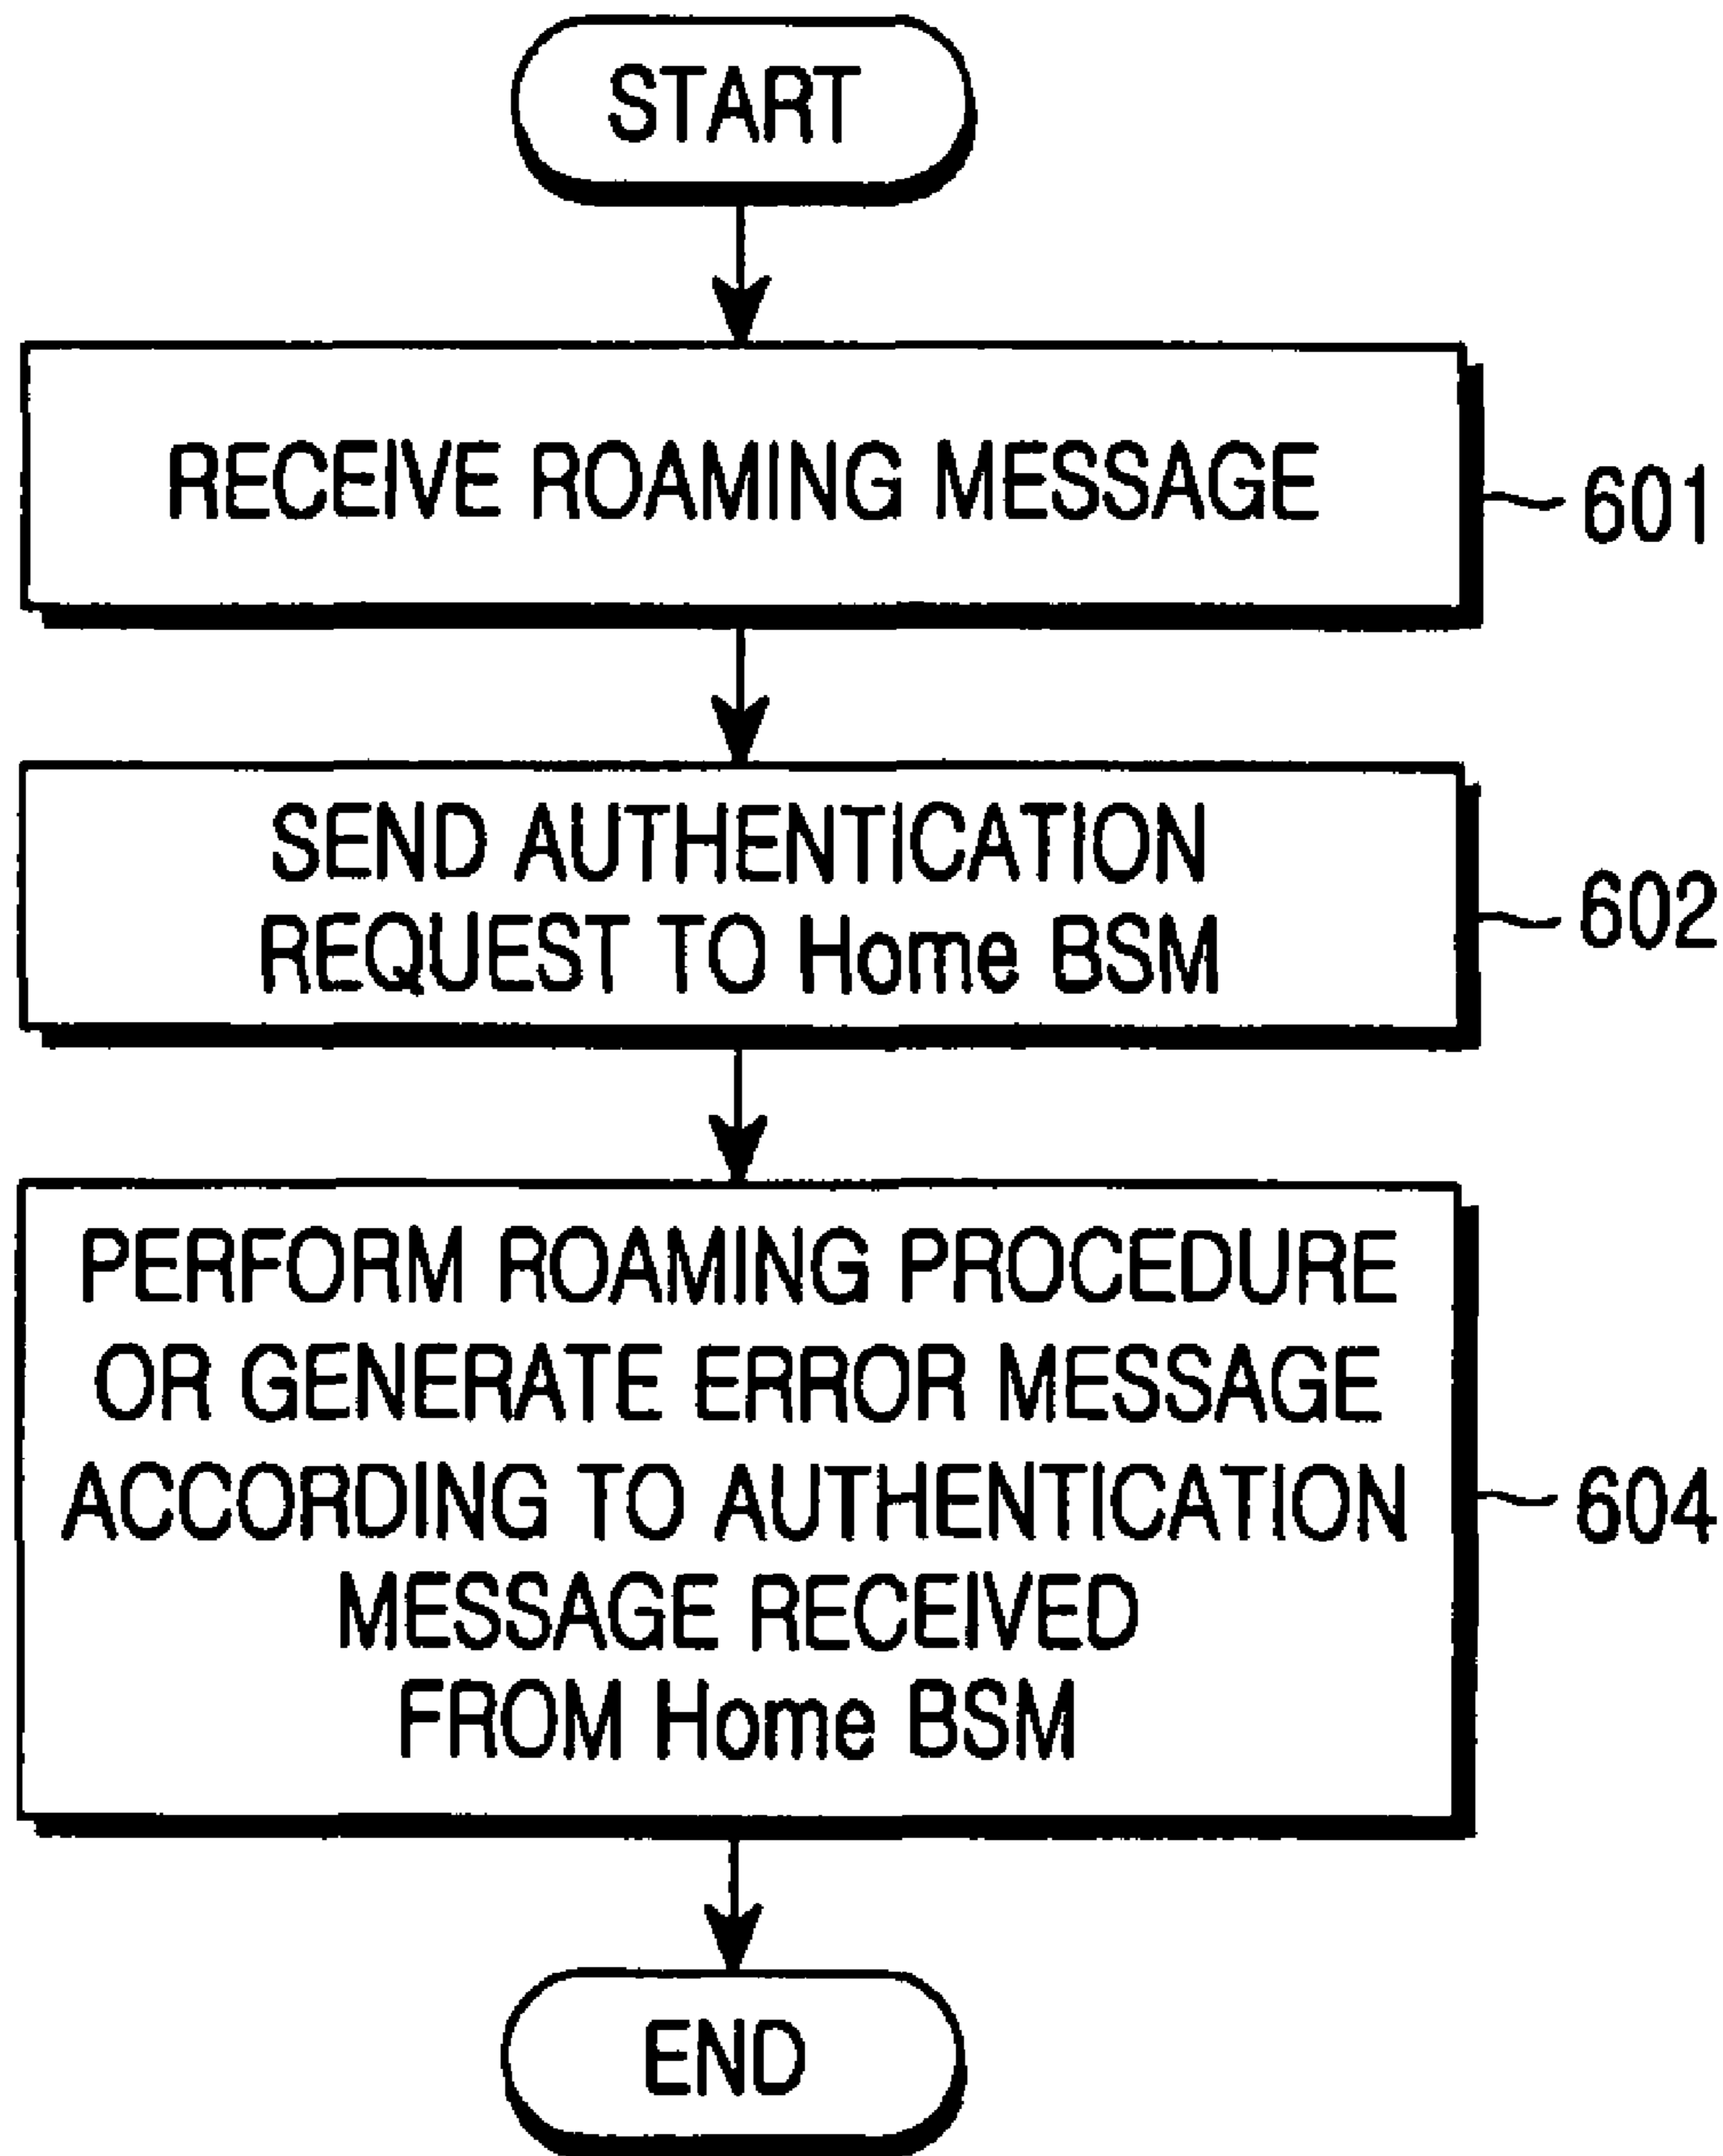 START
RECEIVE ROAMING MESSAGE
601
SEND AUTHENTICATION
REQUEST TO Home BSM
602
PERFORM ROAMING PROCEDURE
OR GENERATE ERROR MESSAGE
ACCORDING TO AUTHENTICATION
MESSAGE RECEIVED
FROM Home BSM
604
END